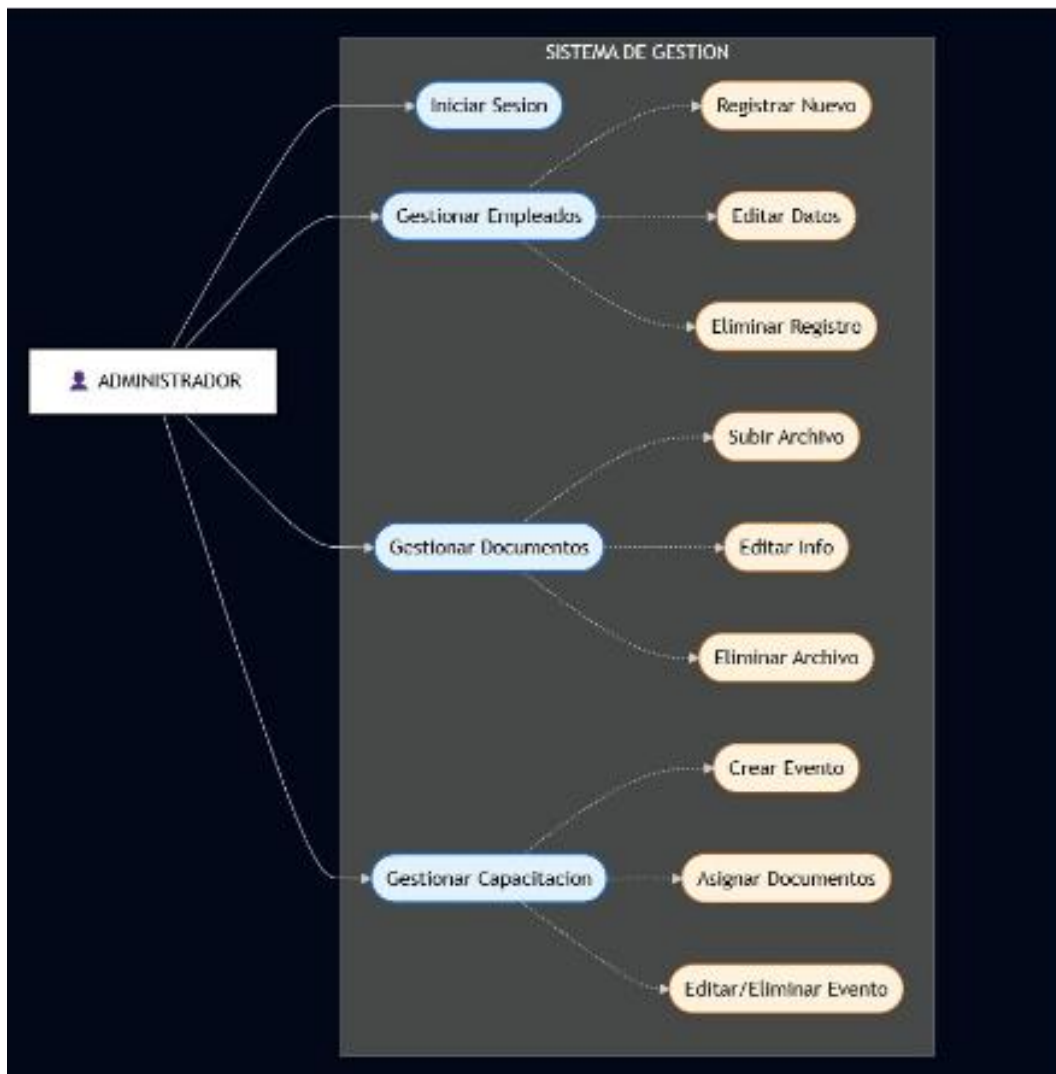 SISTEMA DE GESTION
Iniciar Sesion
Registrar Nuevo
Gestionar Empleados
Editar Datos
Eliminar Registro
ADMINISTRADOR
Subir Archivo
Gestionar Documentos
Editar Info
Eliminar Archivo
Crear Evento
Gestionar Capacitacion
Asignar Documentos
Editar/Eliminar Evento